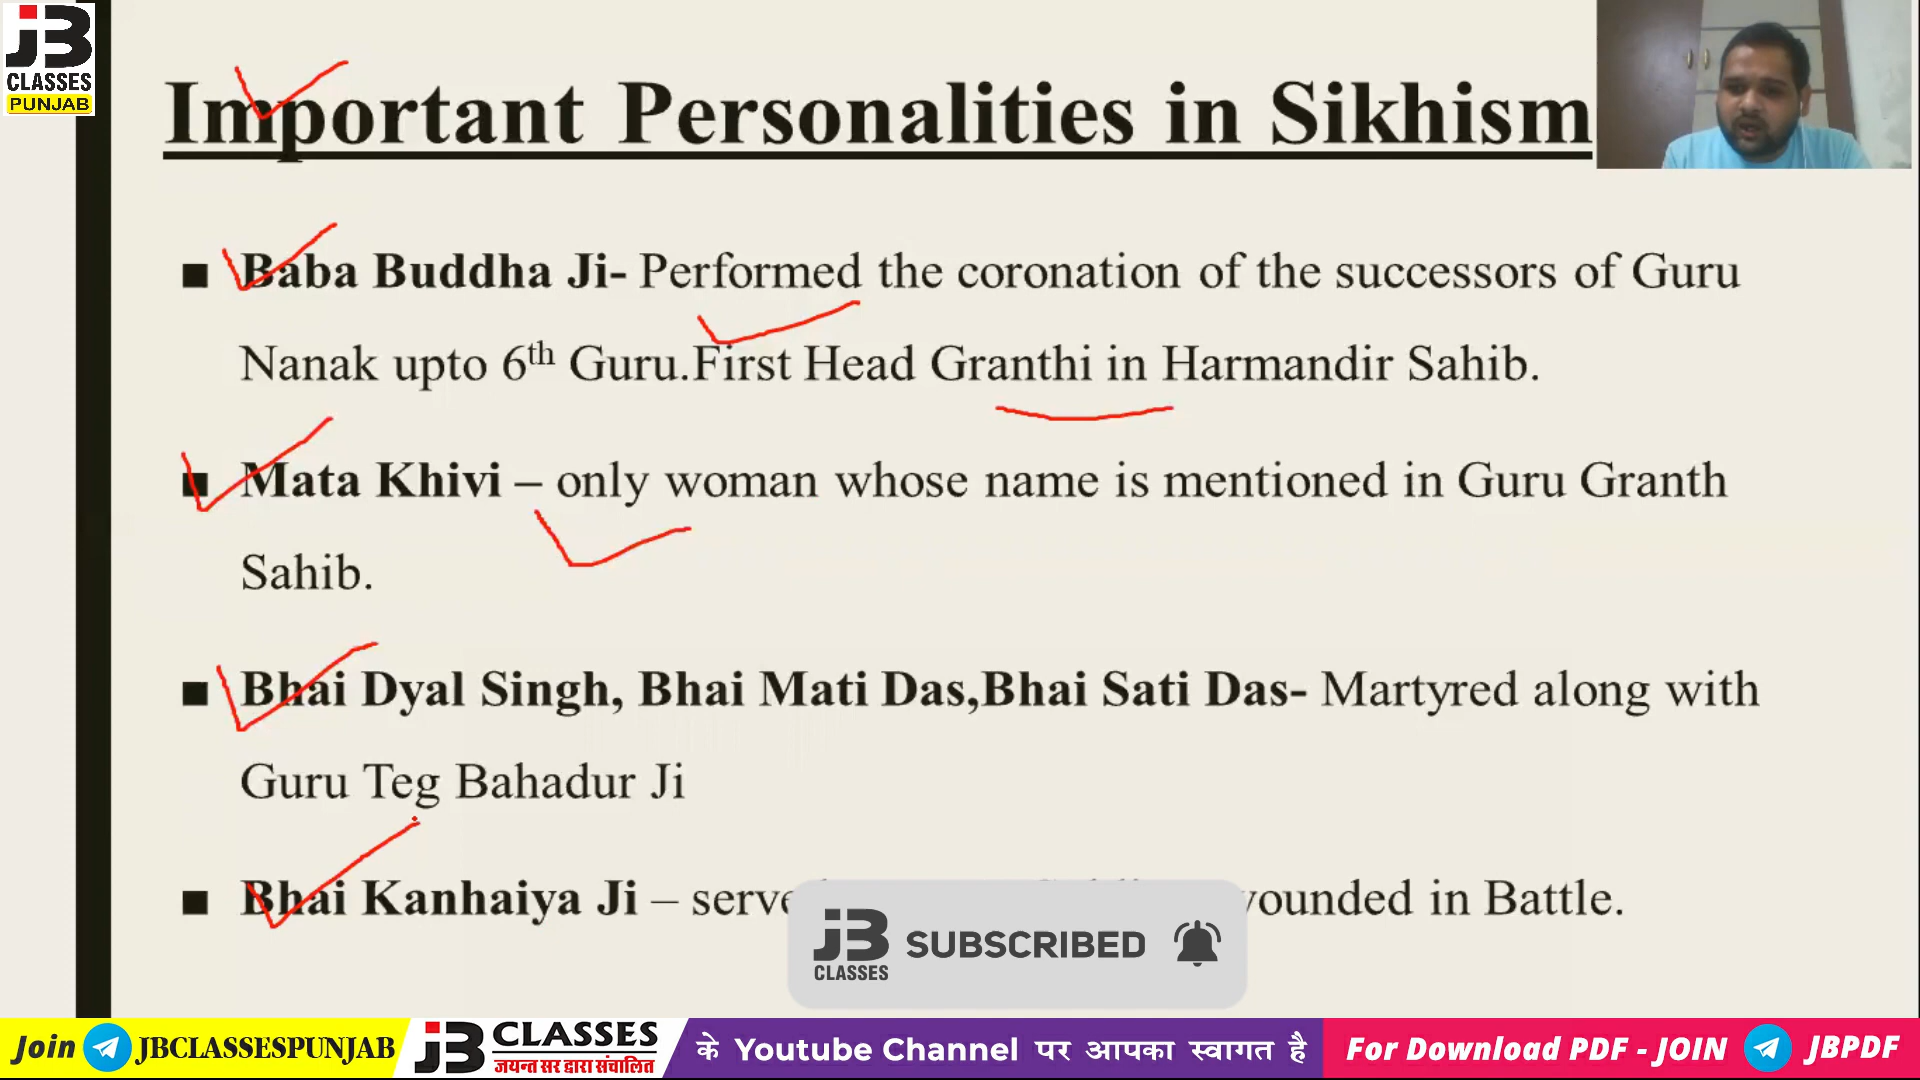 JB
CLASSES
PUNJAB
Important Personalities in Sikhism
■ Baba Buddha Ji- Performed the coronation of the successors of Guru
Nanak upto 6th Guru.First Head Granthi in Harmandir Sahib.
■ Mata Khivi – only woman whose name is mentioned in Guru Granth
Sahib.
■ Bhai Dyal Singh, Bhai Mati Das,Bhai Sati Das- Martyred along with
Guru Teg Bahadur Ji
■ Bhai Kanhaiya Ji – in Battle.
JB CLASSES SUBSCRIBED
Join JBCLASSESPUNJAB JB CLASSES जयन्त सर द्वारा संचालित के Youtube Channel पर आपका स्वागत है For Download PDF - JOIN JBPDF